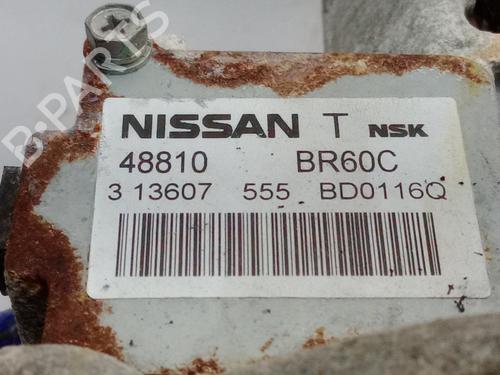 NISSAN T NSK
48810 BR60C
3 13607 555 BD0116Q
B-PARTS